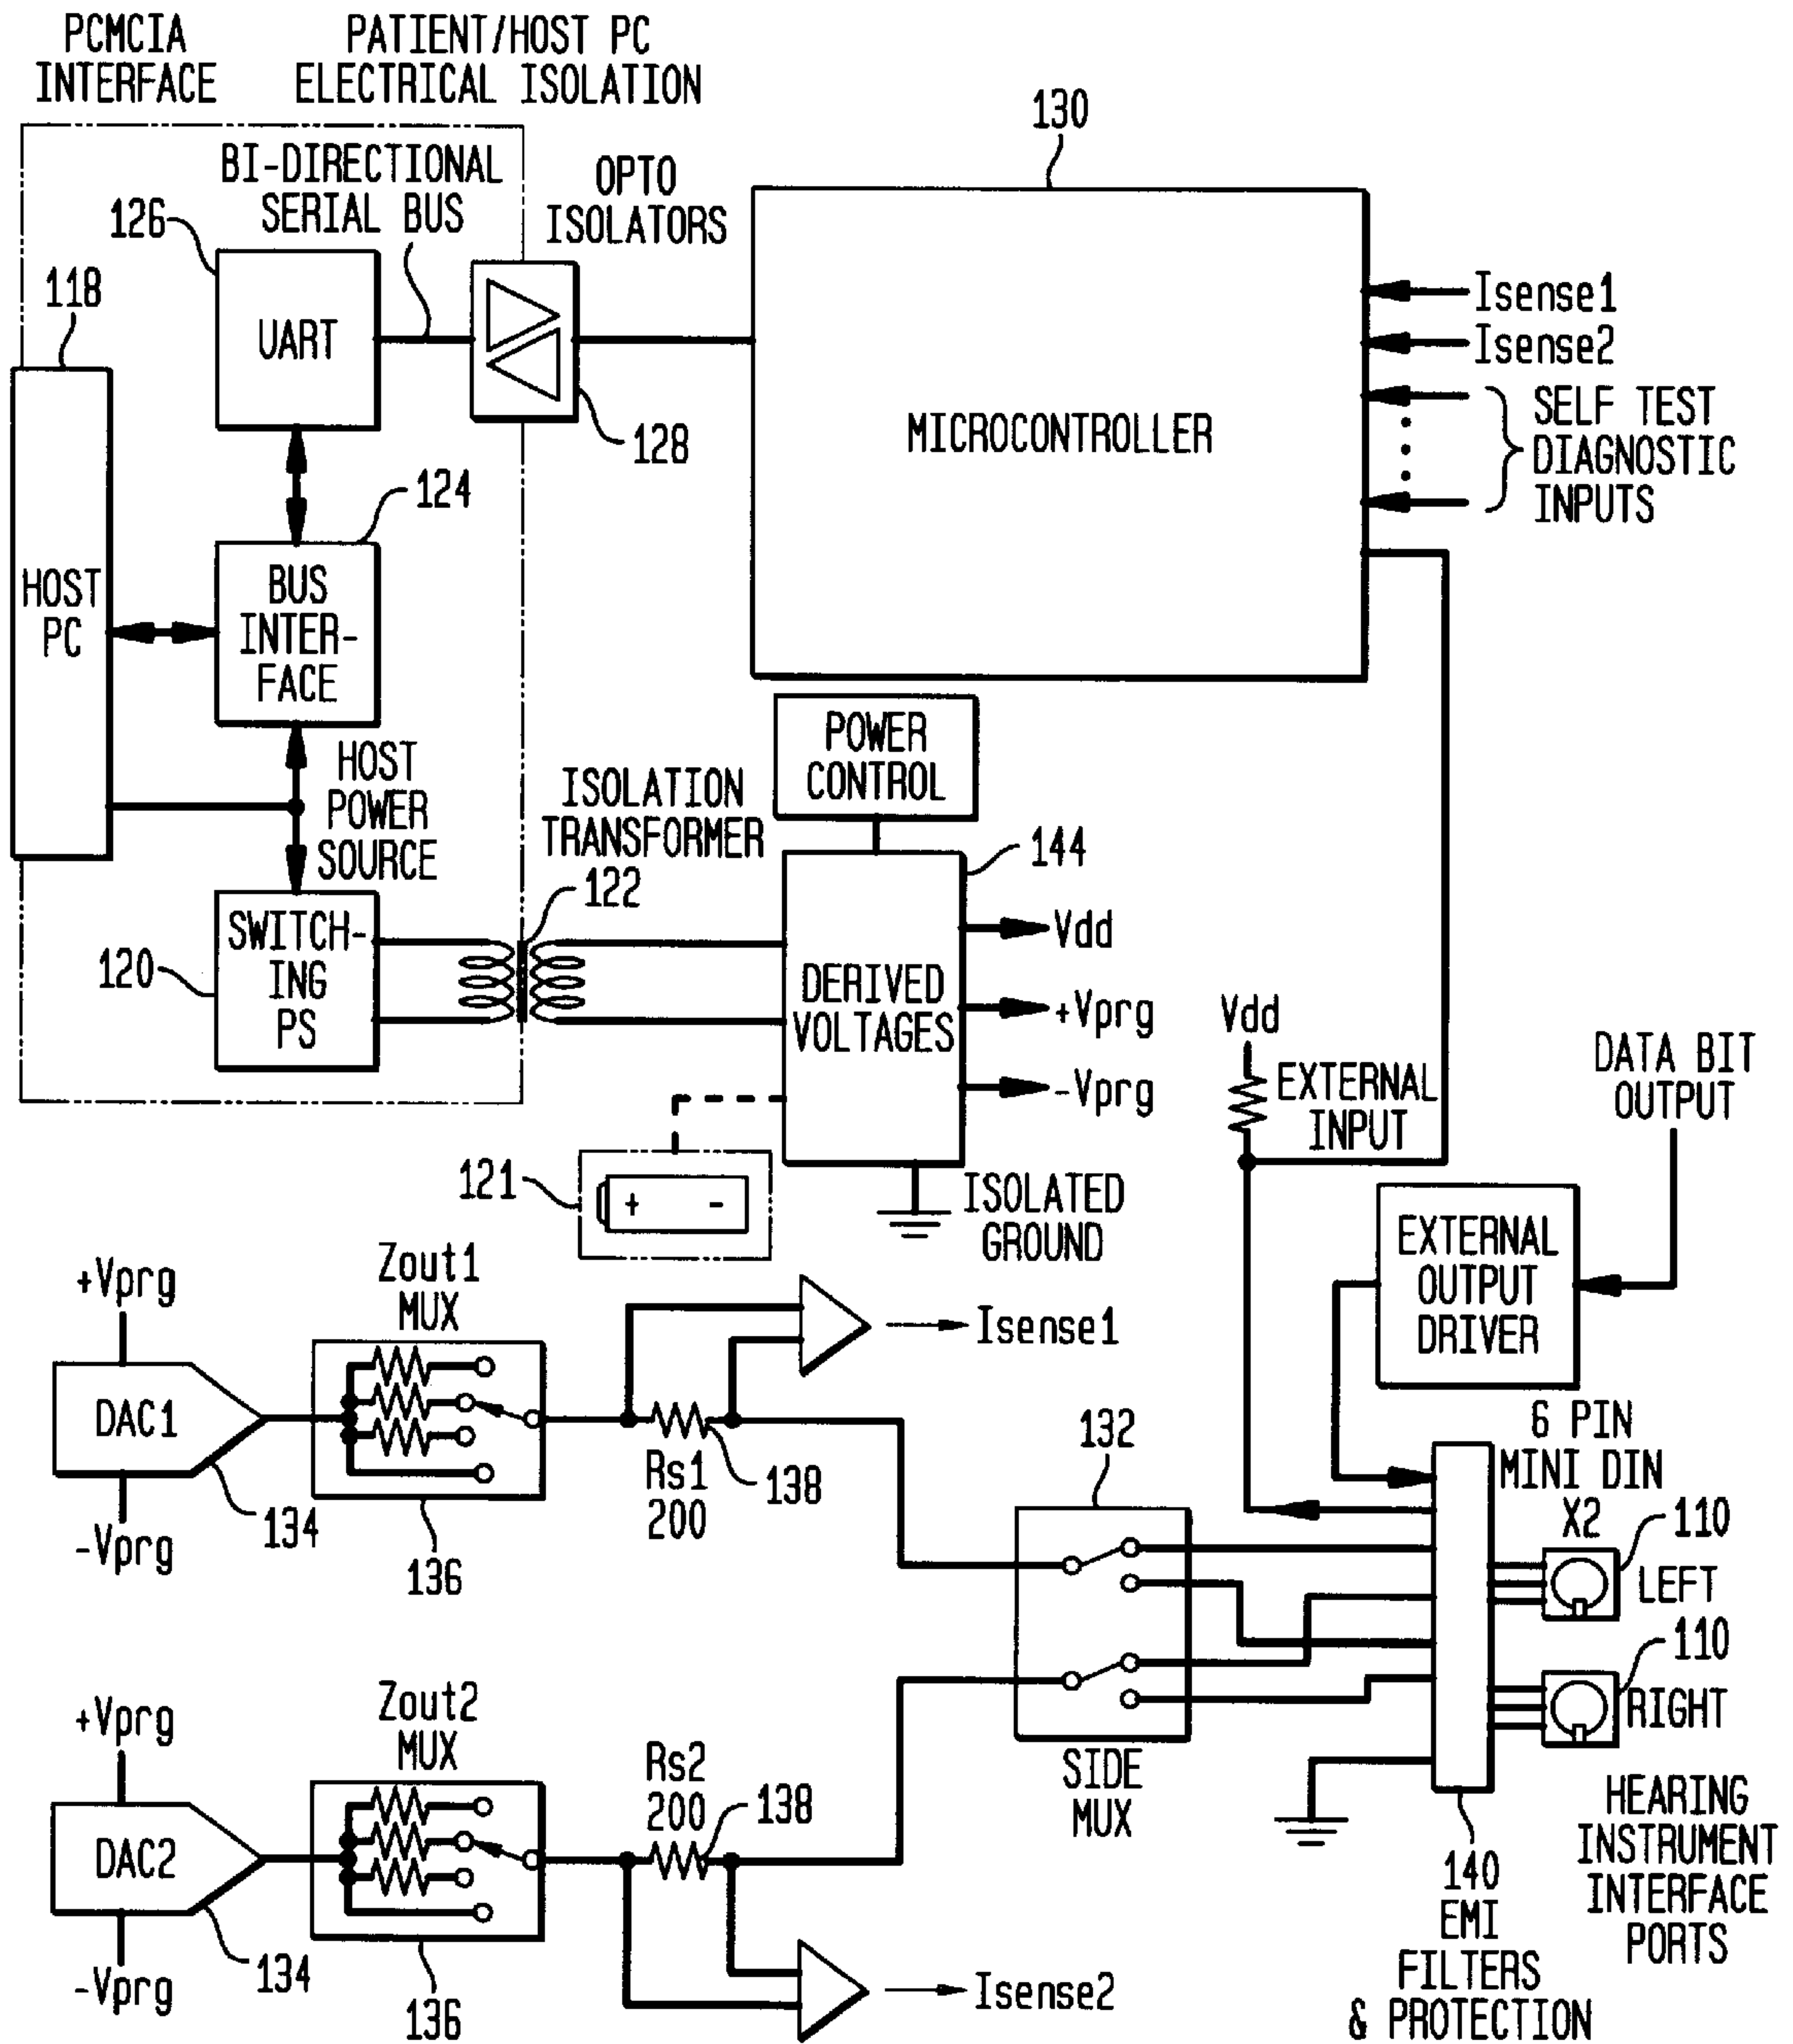 PCMCIA
INTERFACE
PATIENT/HOST PC
ELECTRICAL ISOLATION
130
BI-DIRECTIONAL
SERIAL BUS
OPTO
ISOLATORS
126
118
UART
128
MICROCONTROLLER
Isense1
Isense2
SELF TEST
DIAGNOSTIC
INPUTS
124
HOST
PC
BUS
INTER-
FACE
HOST
POWER
SOURCE
POWER
CONTROL
ISOLATION
TRANSFORMER
122
144
SWITCH-
ING
PS
120
DERIVED
VOLTAGES
Vdd
+Vprg
-Vprg
Vdd
EXTERNAL
INPUT
DATA BIT
OUTPUT
121
+ -
ISOLATED
GROUND
EXTERNAL
OUTPUT
DRIVER
+Vprg
Zout1
MUX
Isense1
DAC1
-Vprg
134
136
Rs1
200
138
132
6 PIN
MINI DIN
X2
110
LEFT
110
RIGHT
+Vprg
Zout2
MUX
Rs2
200
138
SIDE
MUX
DAC2
-Vprg
134
136
Isense2
140
EMI
FILTERS
& PROTECTION
HEARING
INSTRUMENT
INTERFACE
PORTS